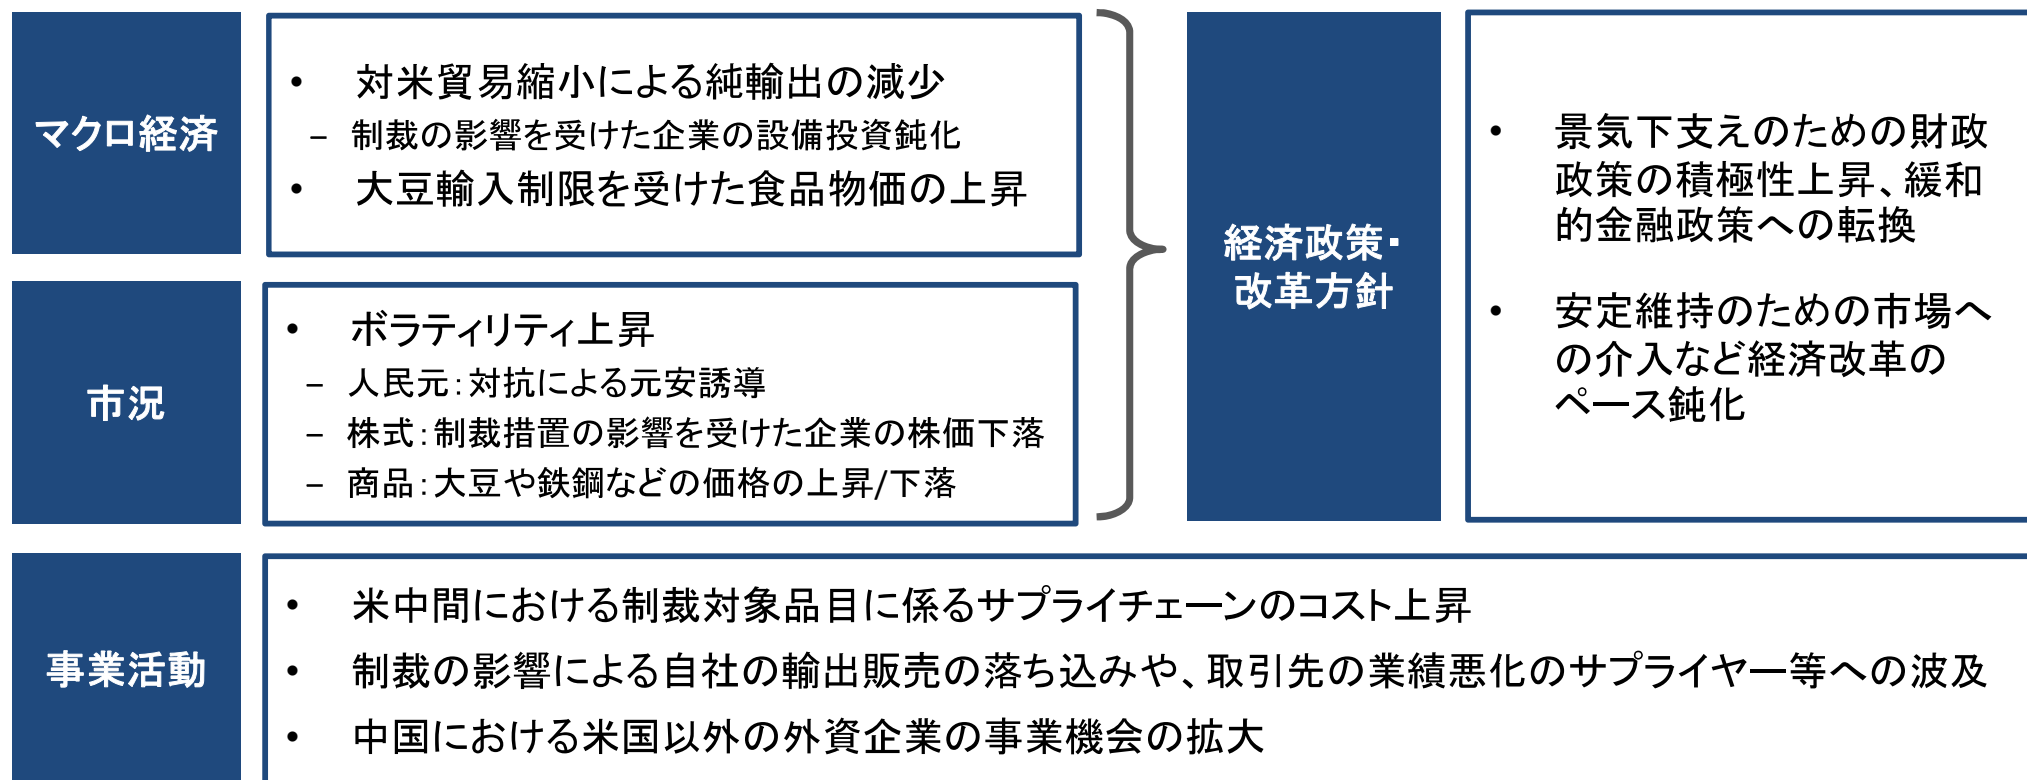 マクロ経済
• 対米貿易縮小による純輸出の減少
– 制裁の影響を受けた企業の設備投資鈍化
• 大豆輸入制限を受けた食品物価の上昇
市況
• ボラティリティ上昇
– 人民元：対抗による元安誘導
– 株式：制裁措置の影響を受けた企業の株価下落
– 商品：大豆や鉄鋼などの価格の上昇/下落
経済政策・
改革方針
• 景気下支えのための財政
政策の積極性上昇、緩和
的金融政策への転換
• 安定維持のための市場へ
の介入など経済改革の
ペース鈍化
事業活動
• 米中間における制裁対象品目に係るサプライチェーンのコスト上昇
• 制裁の影響による自社の輸出販売の落ち込みや、取引先の業績悪化のサプライヤー等への波及
• 中国における米国以外の外資企業の事業機会の拡大